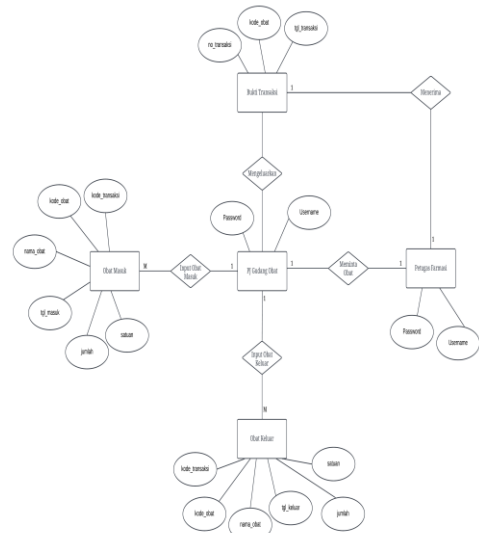 kode_obat
no_transaksi
tgl_transaksi
Bukti Transaksi
1
Menerima
Mengeluarkan
kode_obat
kode_transaksi
Password
Username
nama_obat
Obat Masuk
M
Input Obat
Masuk
1
PJ Gudang Obat
1
Meminta
Obat
1
1
Petugas Farmasi
tgl_masuk
jumlah
satuan
1
Password
Username
Input Obat
Keluar
M
Obat Keluar
kode_transaksi
satuan
kode_obat
nama_obat
tgl_keluar
jumlah